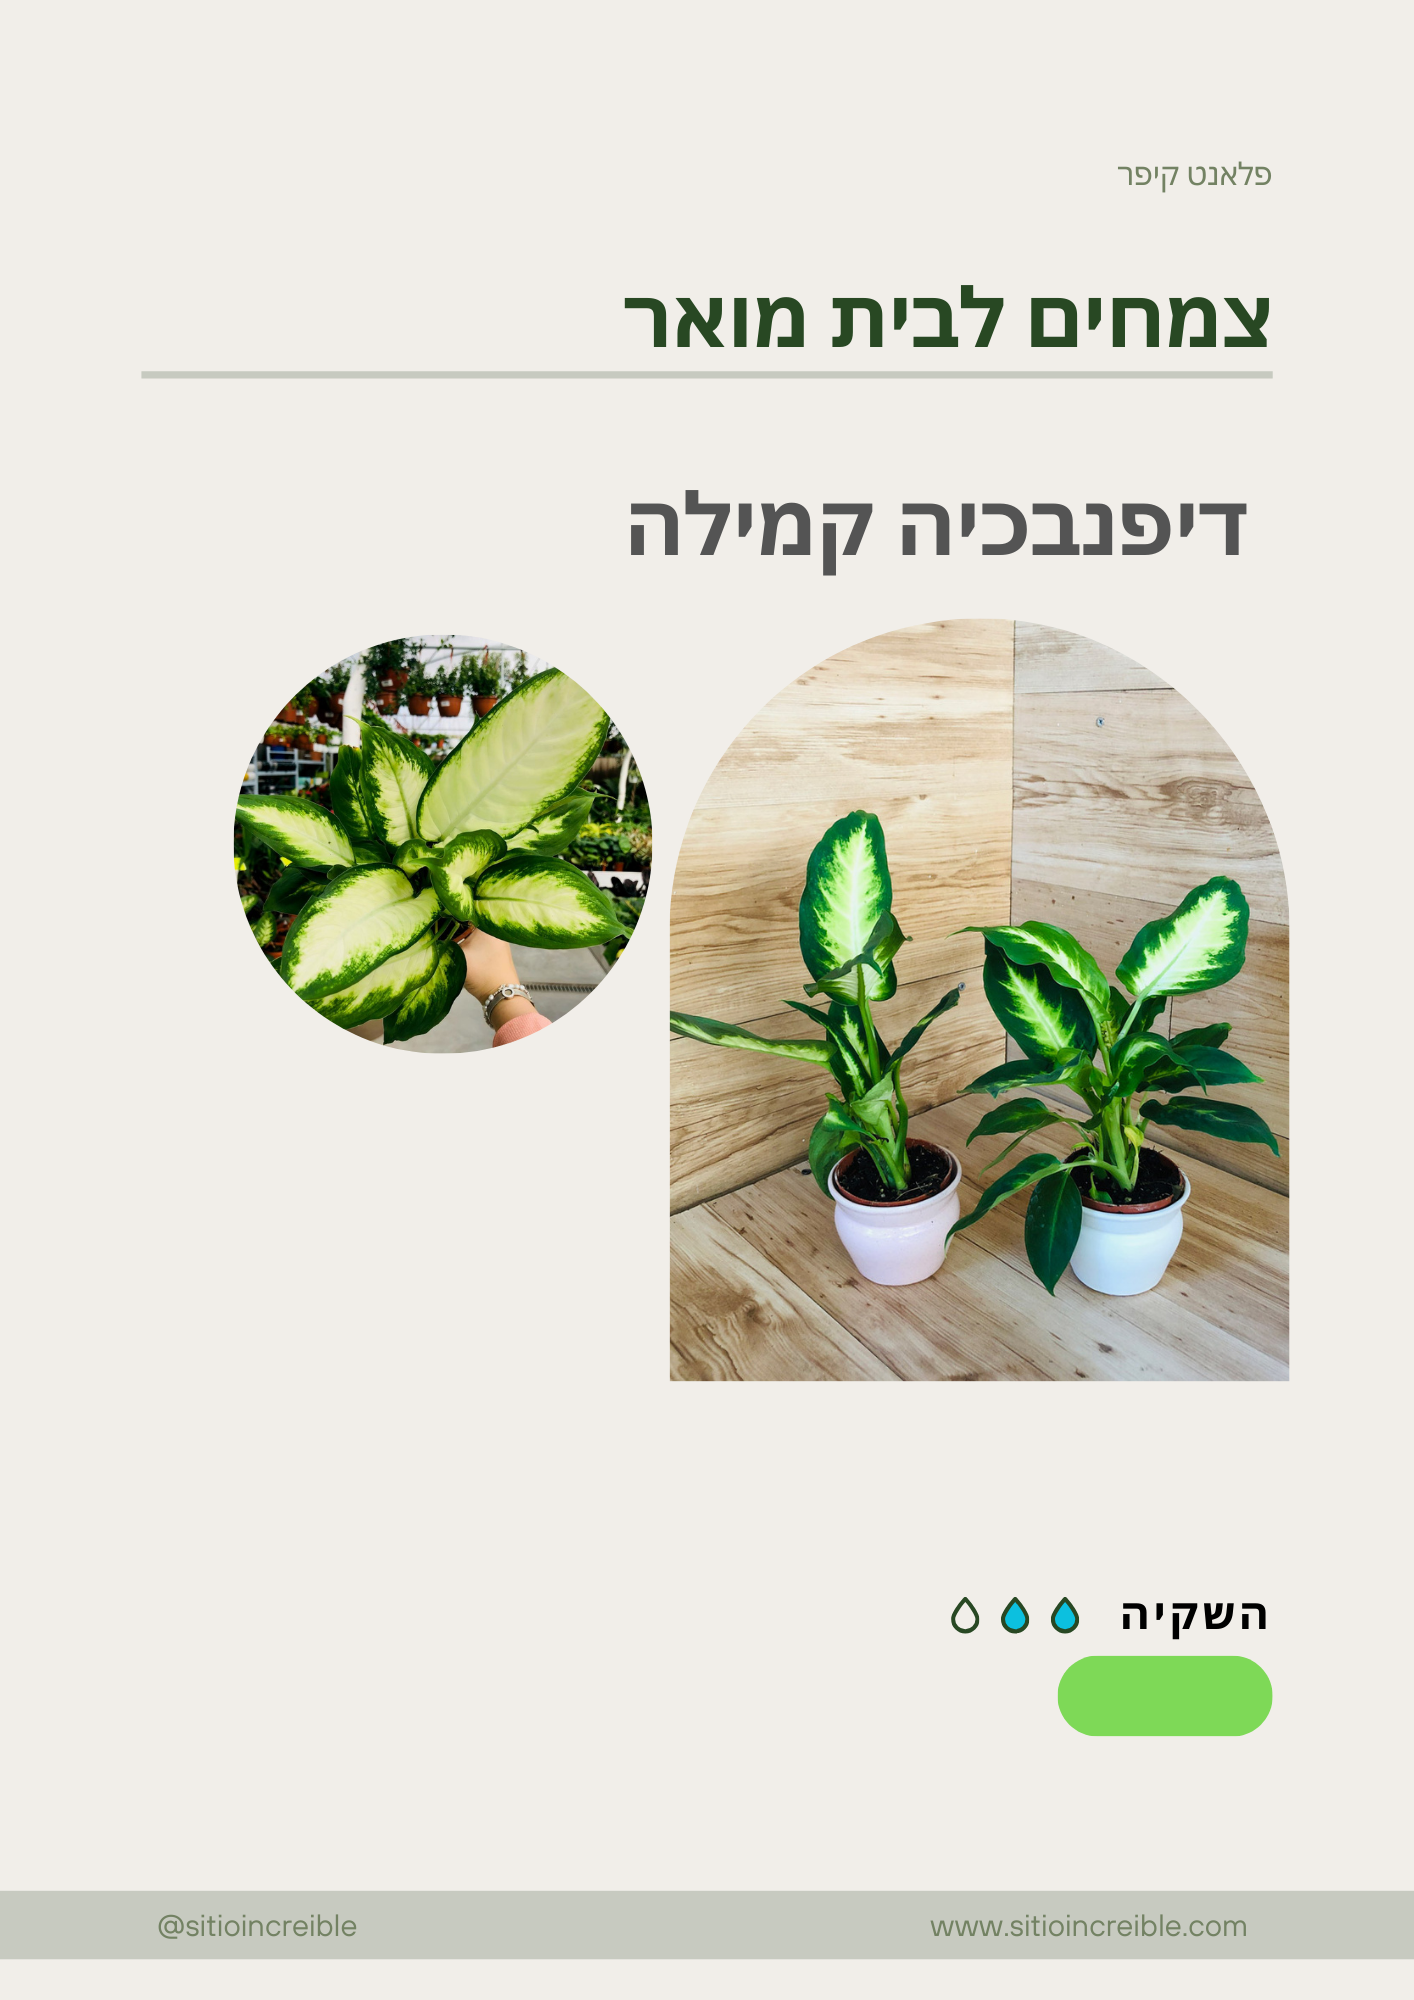 פלאנט קיפר
צמחים לבית מואר
דיפנבכיה קמילה
השקיה
www.sitioincreible.com
@sitioincreible